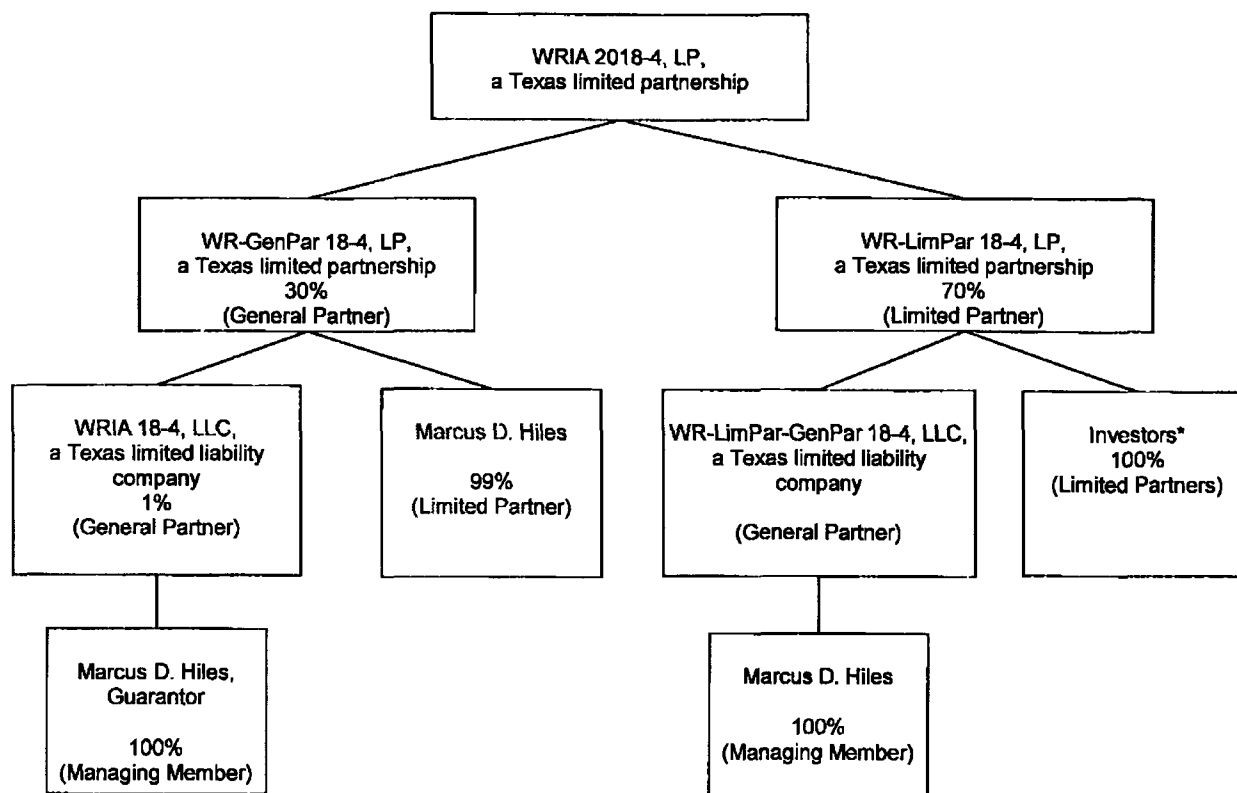 WRIA 2018-4, LP,
a Texas limited partnership
WR-GenPar 18-4, LP,
a Texas limited partnership
30%
(General Partner)
WR-LimPar 18-4, LP,
a Texas limited partnership
70%
(Limited Partner)
WRIA 18-4, LLC,
a Texas limited liability
company
1%
(General Partner)
Marcus D. Hiles
99%
(Limited Partner)
WR-LimPar-GenPar 18-4, LLC,
a Texas limited liability
company
(General Partner)
Investors*
100%
(Limited Partners)
Marcus D. Hiles,
Guarantor
100%
(Managing Member)
Marcus D. Hiles
100%
(Managing Member)